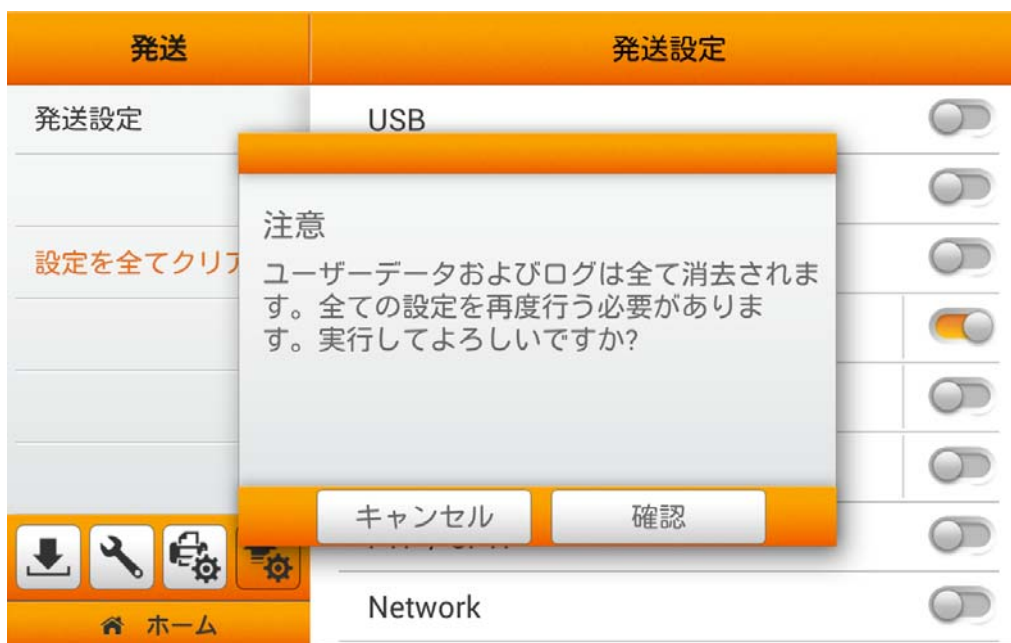 発送
発送設定
発送設定
USB
設定を全てクリア
注意
ユーザーデータおよびログは全て消去されま
す。全ての設定を再度行う必要がありま
す。実行してよろしいですか?
キャンセル
確認
Network
ホーム